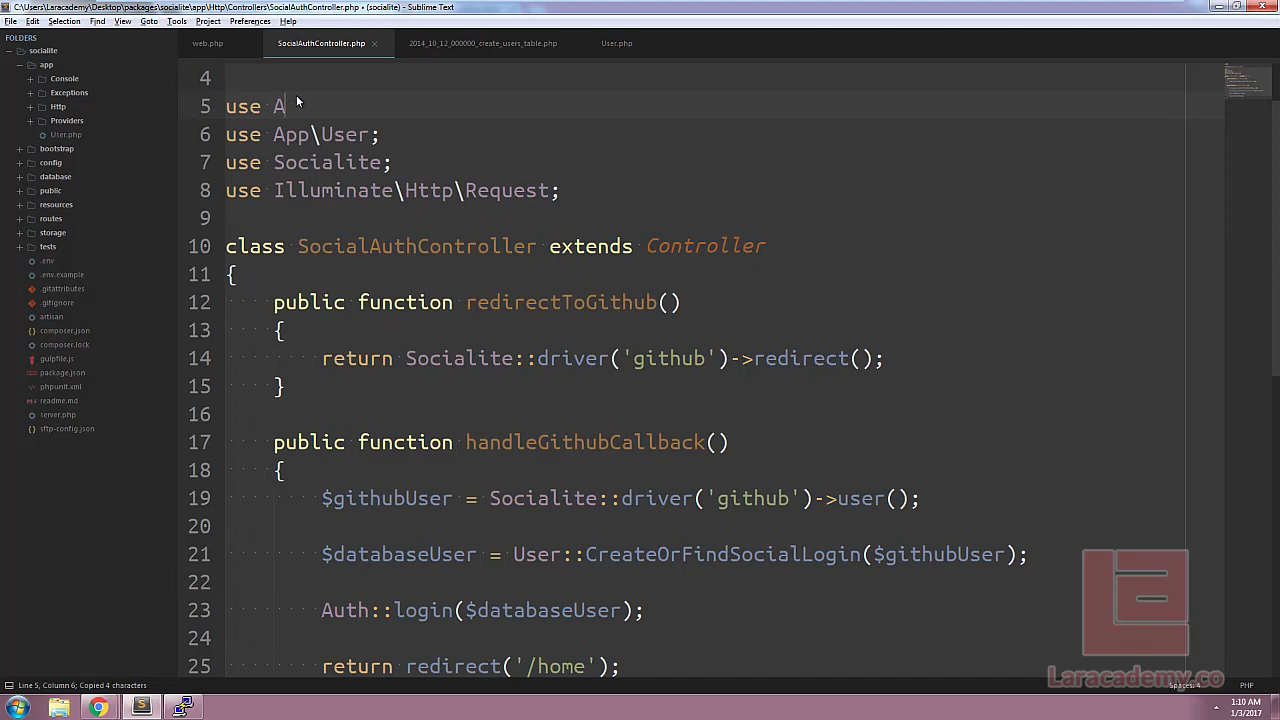 C:\Users\Laracademy\Desktop\packages\socialite\app\Http\Controllers\SocialAuthController.php • (socialite) - Sublime Text
File Edit Selection Find View Goto Tools Project Preferences Help
FOLDERS
socialite
app
Console
Exceptions
Http
Providers
User.php
bootstrap
config
database
public
resources
routes
storage
tests
.env
.env.example
.gitattributes
.gitignore
artisan
composer.json
composer.lock
gulpfile.js
package.json
phpunit.xml
readme.md
server.php
sftp-config.json
web.php SocialAuthController.php × 2014_10_12_000000_create_users_table.php User.php
4
5 use A
6 use App\User;
7 use Socialite;
8 use Illuminate\Http\Request;
9
10 class SocialAuthController extends Controller
11 {
12 public function redirectToGithub()
13 {
14 return Socialite::driver('github')->redirect();
15 }
16
17 public function handleGithubCallback()
18 {
19 $githubUser = Socialite::driver('github')->user();
20
21 $databaseUser = User::CreateOrFindSocialLogin($githubUser);
22
23 Auth::login($databaseUser);
24
25 return redirect('/home');
Laracademy.co
Line 5, Column 6; Copied 4 characters Spaces: 4 PHP
1:10 AM
1/3/2017